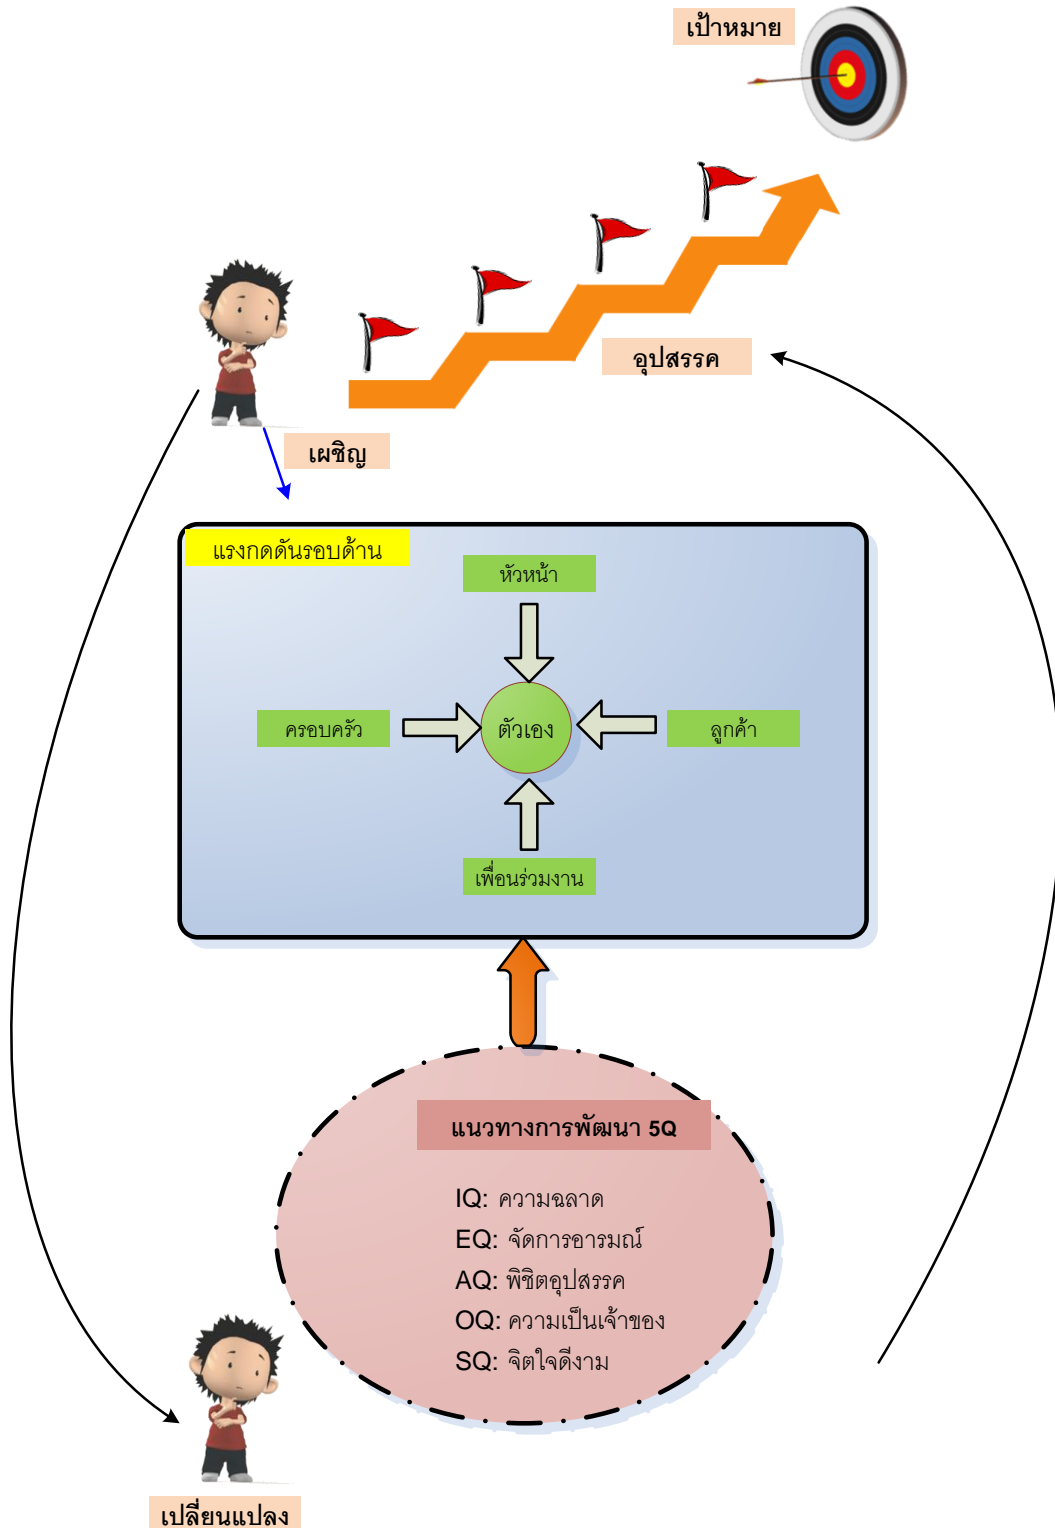 เป้าหมาย
อุปสรรค
เผชิญ
แรงกดดันรอบด้าน
หัวหน้า
ครอบครัว
ตัวเอง
ลูกค้า
เพื่อนร่วมงาน
แนวทางการพัฒนา 5Q
IQ: ความฉลาด
EQ: จัดการอารมณ์
AQ: พิชิตอุปสรรค
OQ: ความเป็นเจ้าของ
SQ: จิตใจดีงาม
เปลี่ยนแปลง